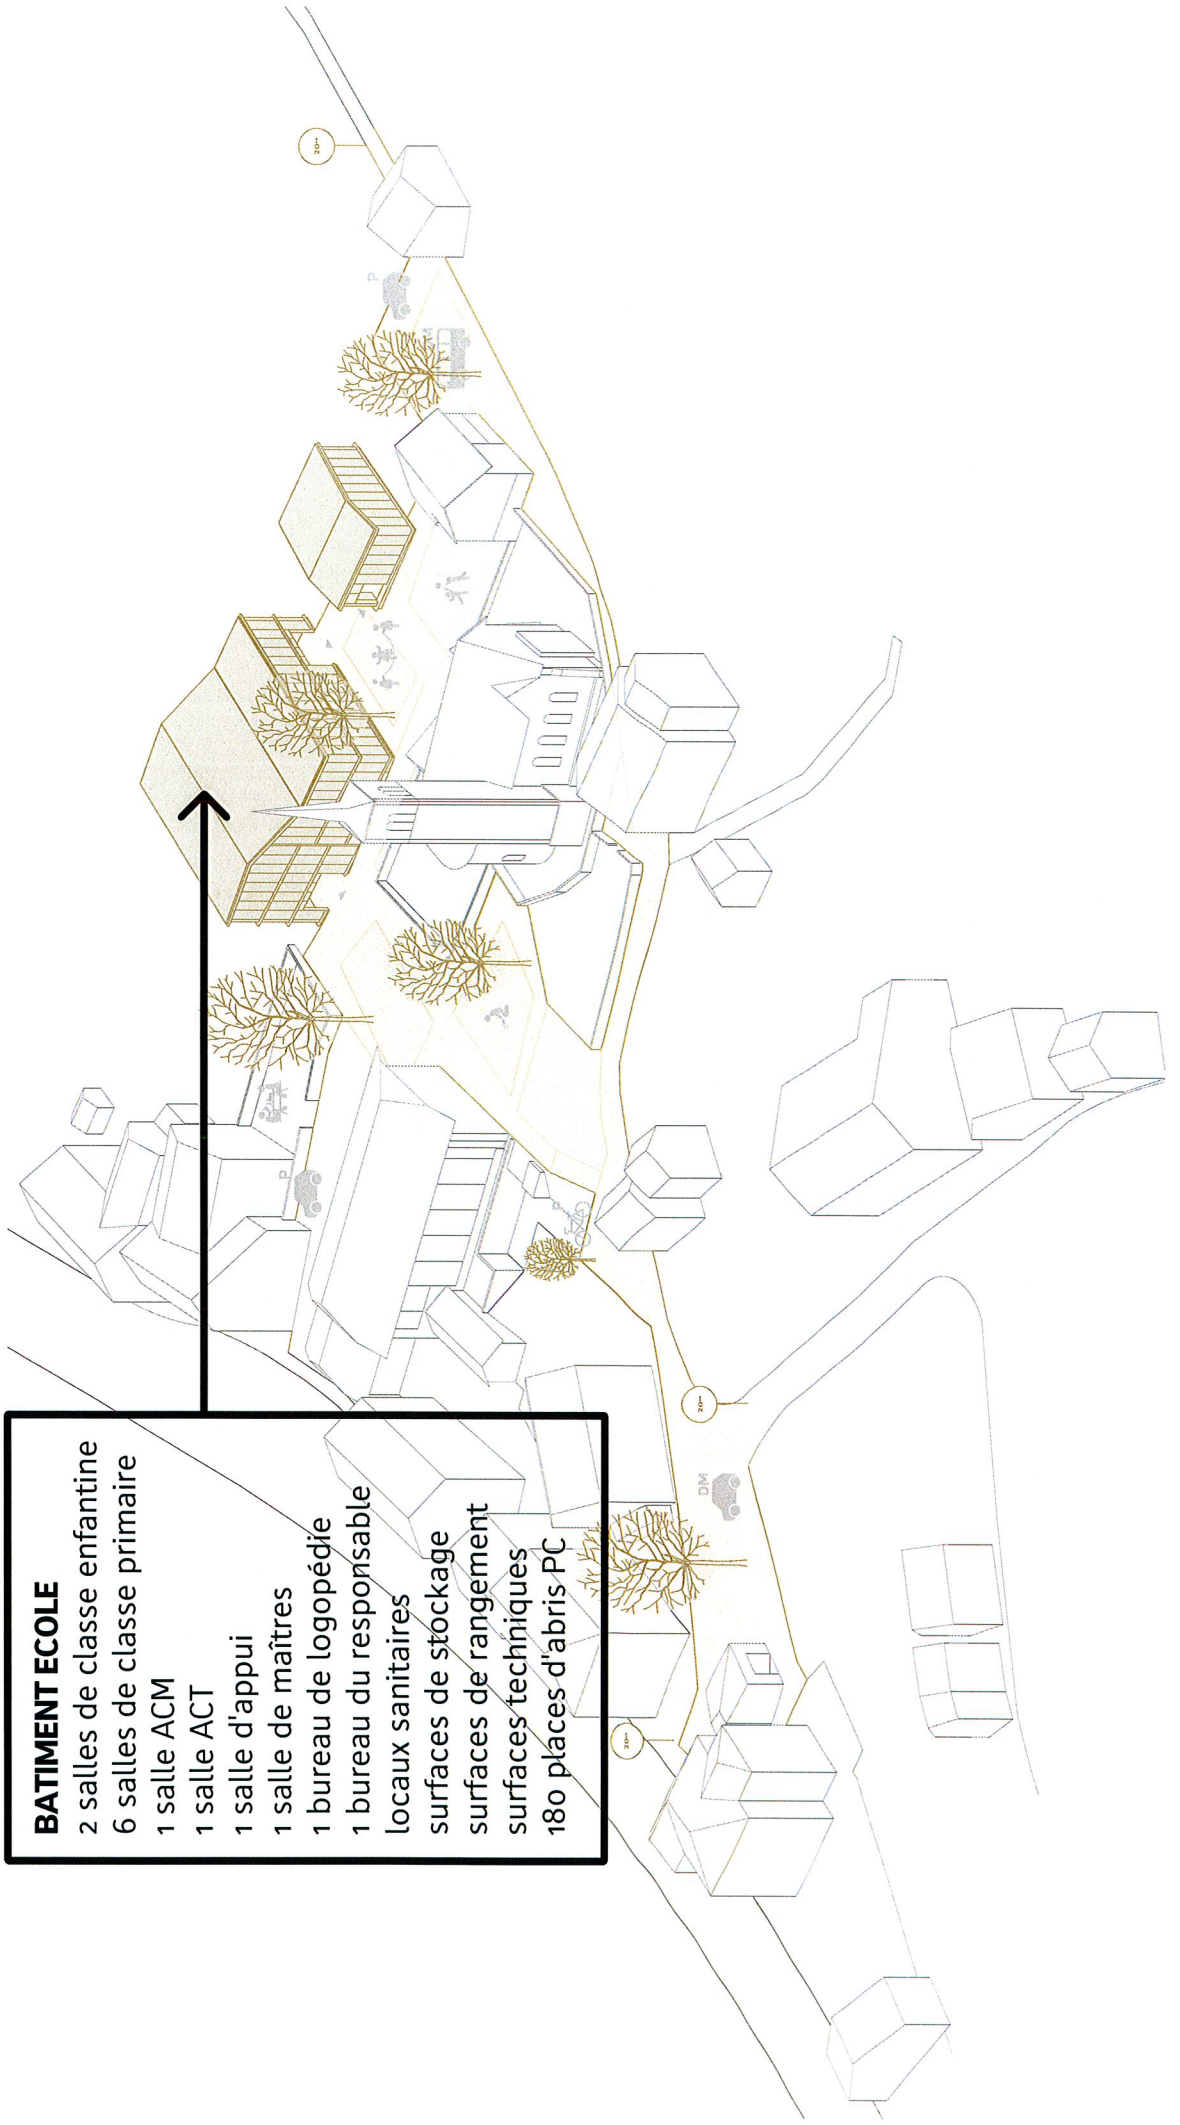 BATIMENT ECOLE
2 salles de classe enfantine
6 salles de classe primaire
1 salle ACM
1 salle ACT
1 salle d'appui
1 salle de maîtres
1 bureau de logopédie
1 bureau du responsable
locaux sanitaires
surfaces de stockage
surfaces de rangement
surfaces techniques
180 places d'abris PC
P
P
P
DM